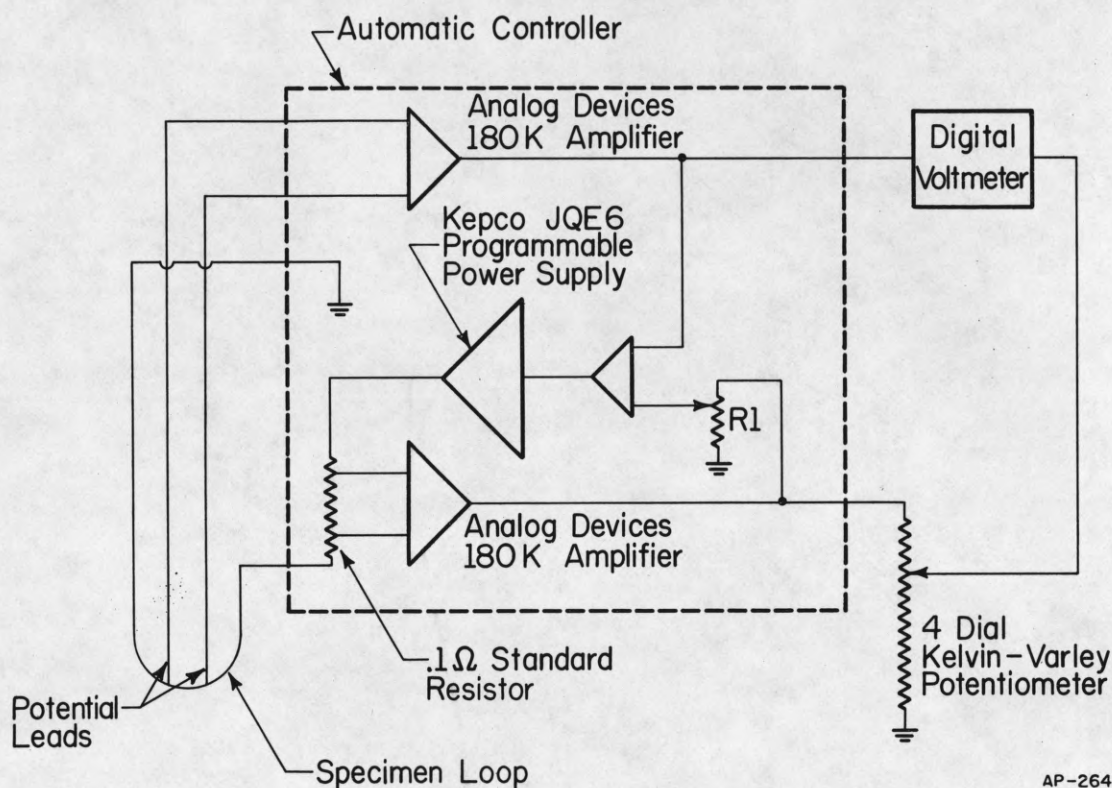 Automatic Controller
Analog Devices
180K Amplifier
Digital
Voltmeter
Kepco JQE6
Programmable
Power Supply
R1
Analog Devices
180K Amplifier
.1Ω Standard
Resistor
4 Dial
Kelvin-Varley
Potentiometer
Potential
Leads
Specimen Loop
AP-264